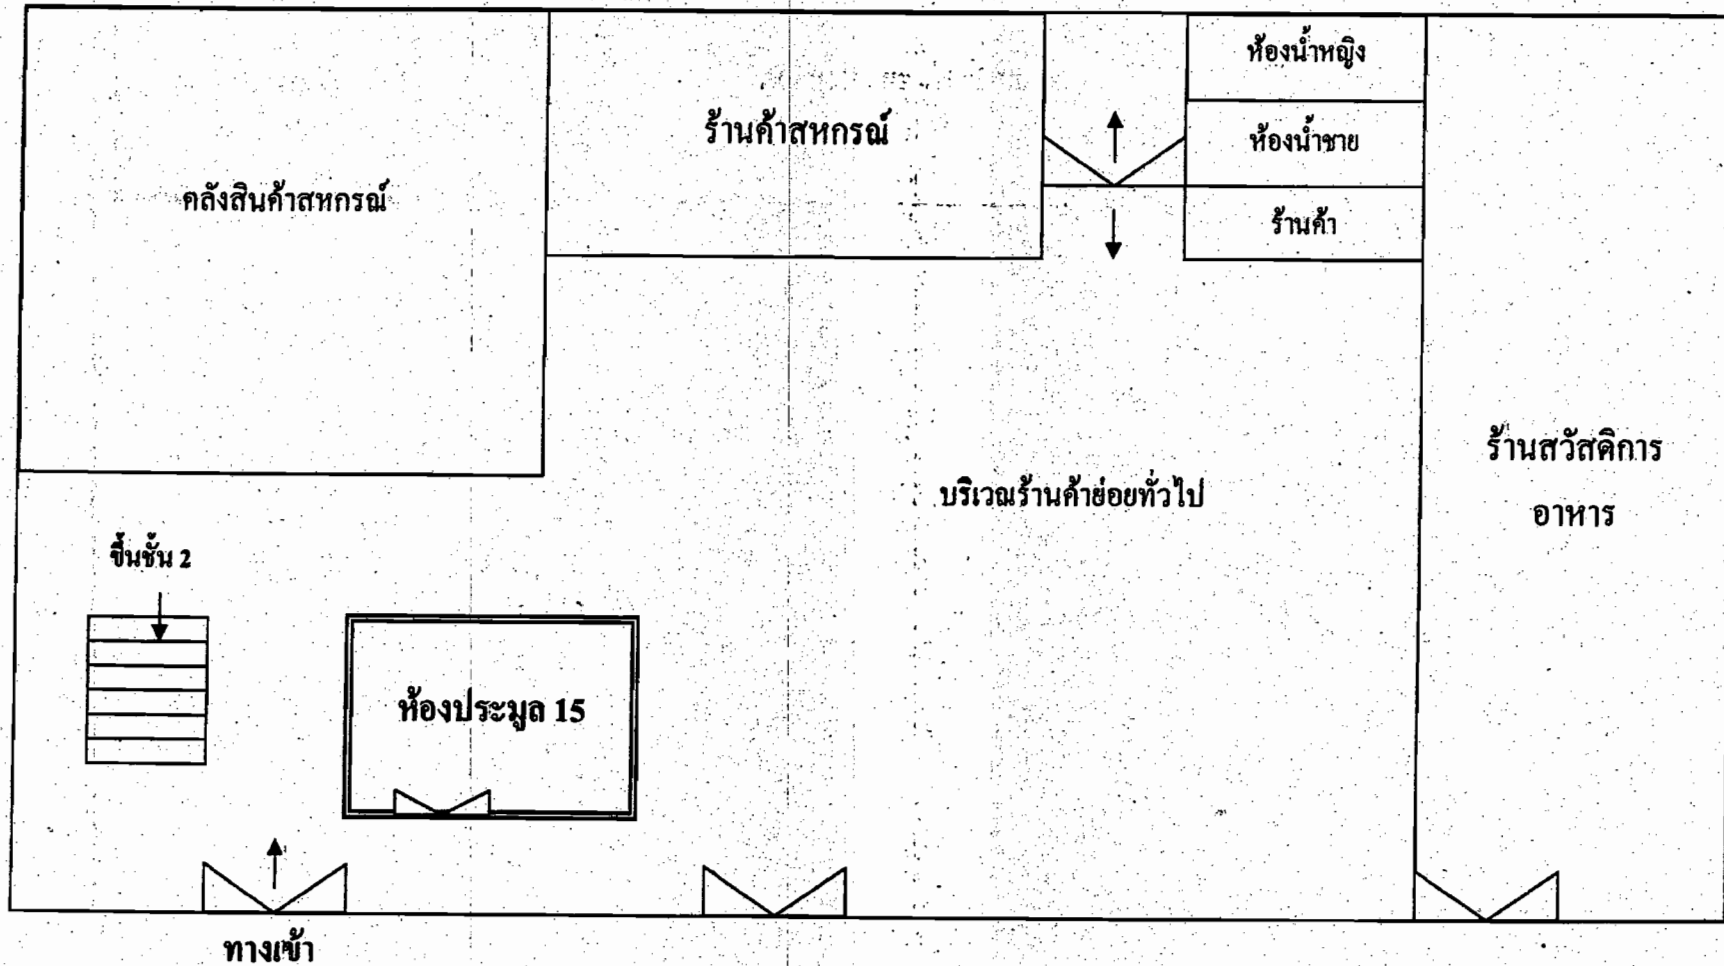 ห้องน้ำหญิง
ร้านค้าสหกรณ์
ห้องน้ำชาย
คลังสินค้าสหกรณ์
ร้านค้า
ร้านสวัสดิการ
อาหาร
บริเวณร้านค้าย่อยทั่วไป
ขึ้นชั้น 2
ห้องประมูล 15
ทางเข้า